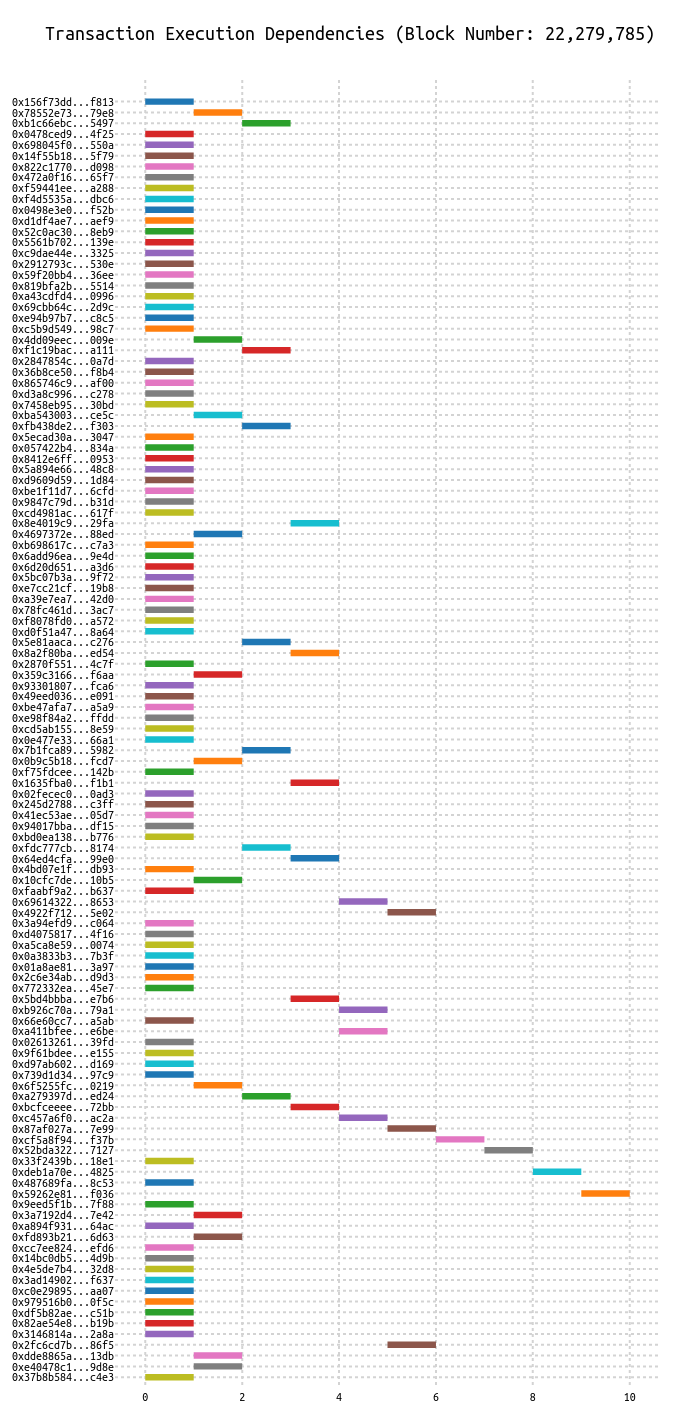 Transaction Execution Dependencies (Block Number: 22,279,785)
0x156f73dd...f813
0x78552e73...79e8
0xb1c66ebc...5497
0x0478ced9...4f25
0x698045f0...550a
0x14f55b18...5f79
0x822c1770...d098
0x472a0f16...65f7
0xf59441ee...a288
0xf4d5535a...dbc6
0x0498e3e0...f52b
0xd1df4ae7...aef9
0x52c0ac30...8eb9
0x5561b702...139e
0xc9dae44e...3325
0x2912793c...530e
0x59f20bb4...36ee
0x819bfa2b...5514
0xa43cdfd4...0996
0x69cbb64c...2d9c
0xe94b97b7...c8c5
0xc5b9d549...98c7
0x4dd09eec...009e
0xf1c19bac...a111
0x2847854c...0a7d
0x36b8ce50...f8b4
0x865746c9...af00
0xd3a8c996...c278
0x7458eb95...30bd
0xba543003...ce5c
0xfb438de2...f303
0x5ecad30a...3047
0x057422b4...834a
0x8412e6ff...0953
0x5a894e66...48c8
0xd9609d59...1d84
0xbe1f11d7...6cfd
0x9847c79d...b31d
0xcd4981ac...617f
0x8e4019c9...29fa
0x4697372e...88ed
0xb698617c...c7a3
0x6add96ea...9e4d
0x6d20d651...a3d6
0x5bc07b3a...9f72
0xe7cc21cf...19b8
0xa39e7ea7...42d0
0x78fc461d...3ac7
0xf8078fd0...a572
0xd0f51a47...8a64
0x5e81aaca...c276
0x8a2f80ba...ed54
0x2870f551...4c7f
0x359c3166...f6aa
0x93301807...fca6
0x49eed036...e091
0xbe47afa7...a5a9
0xe98f84a2...ffdd
0xcd5ab155...8e59
0x0e477e33...66a1
0x7b1fca89...5982
0x0b9c5b18...fcd7
0xf75fdcee...142b
0x1635fba0...f1b1
0x02fecec0...0ad3
0x245d2788...c3ff
0x41ec53ae...05d7
0x94017bba...df15
0xbd0ea138...b776
0xfdc777cb...8174
0x64ed4cfa...99e0
0x4bd07e1f...db93
0x10cfc7de...10b5
0xfaabf9a2...b637
0x69614322...8653
0x4922f712...5e02
0x3a94efd9...c064
0xd4075817...4f16
0xa5ca8e59...0074
0x0a3833b3...7b3f
0x01a8ae81...3a97
0x2c6e34ab...d9d3
0x772332ea...45e7
0x5bd4bbba...e7b6
0xb926c70a...79a1
0x66e60cc7...a5ab
0xa411bfee...e6be
0x02613261...39fd
0x9f61bdee...e155
0xd97ab602...d169
0x739d1d34...97c9
0x6f5255fc...0219
0xa279397d...ed24
0xbcfceeee...72bb
0xc457a6f0...ac2a
0x87af027a...7e99
0xcf5a8f94...f37b
0x52bda322...7127
0x33f2439b...18e1
0xdeb1a70e...4825
0x487689fa...8c53
0x59262e81...f036
0x9eed5f1b...7f88
0x3a7192d4...7e42
0xa894f931...64ac
0xfd893b21...6d63
0xcc7ee824...efd6
0x14bc0db5...4d9b
0x4e5de7b4...32d8
0x3ad14902...f637
0xc0e29895...aa07
0x979516b0...0f5c
0xdf5b82ae...c51b
0x82ae54e8...b19b
0x3146814a...2a8a
0x2fc6cd7b...86f5
0xdde8865a...13db
0xe40478c1...9d8e
0x37b8b584...c4e3
0 2 4 6 8 10